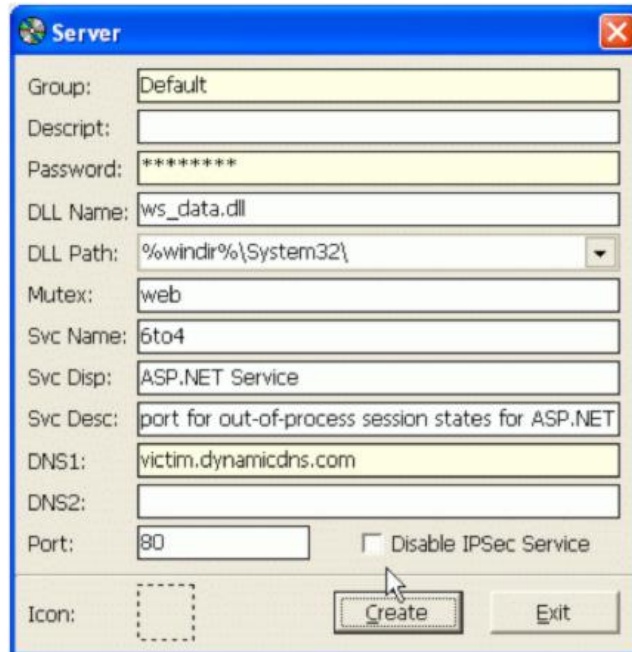 Server
Group: Default
Descript:
Password: ********
DLL Name: ws_data.dll
DLL Path: %windir%\System32\
Mutex: web
Svc Name: 6to4
Svc Disp: ASP.NET Service
Svc Desc: port for out-of-process session states for ASP.NET
DNS1: victim.dynamicdns.com
DNS2:
Port: 80 Disable IPSec Service
Icon: Create Exit